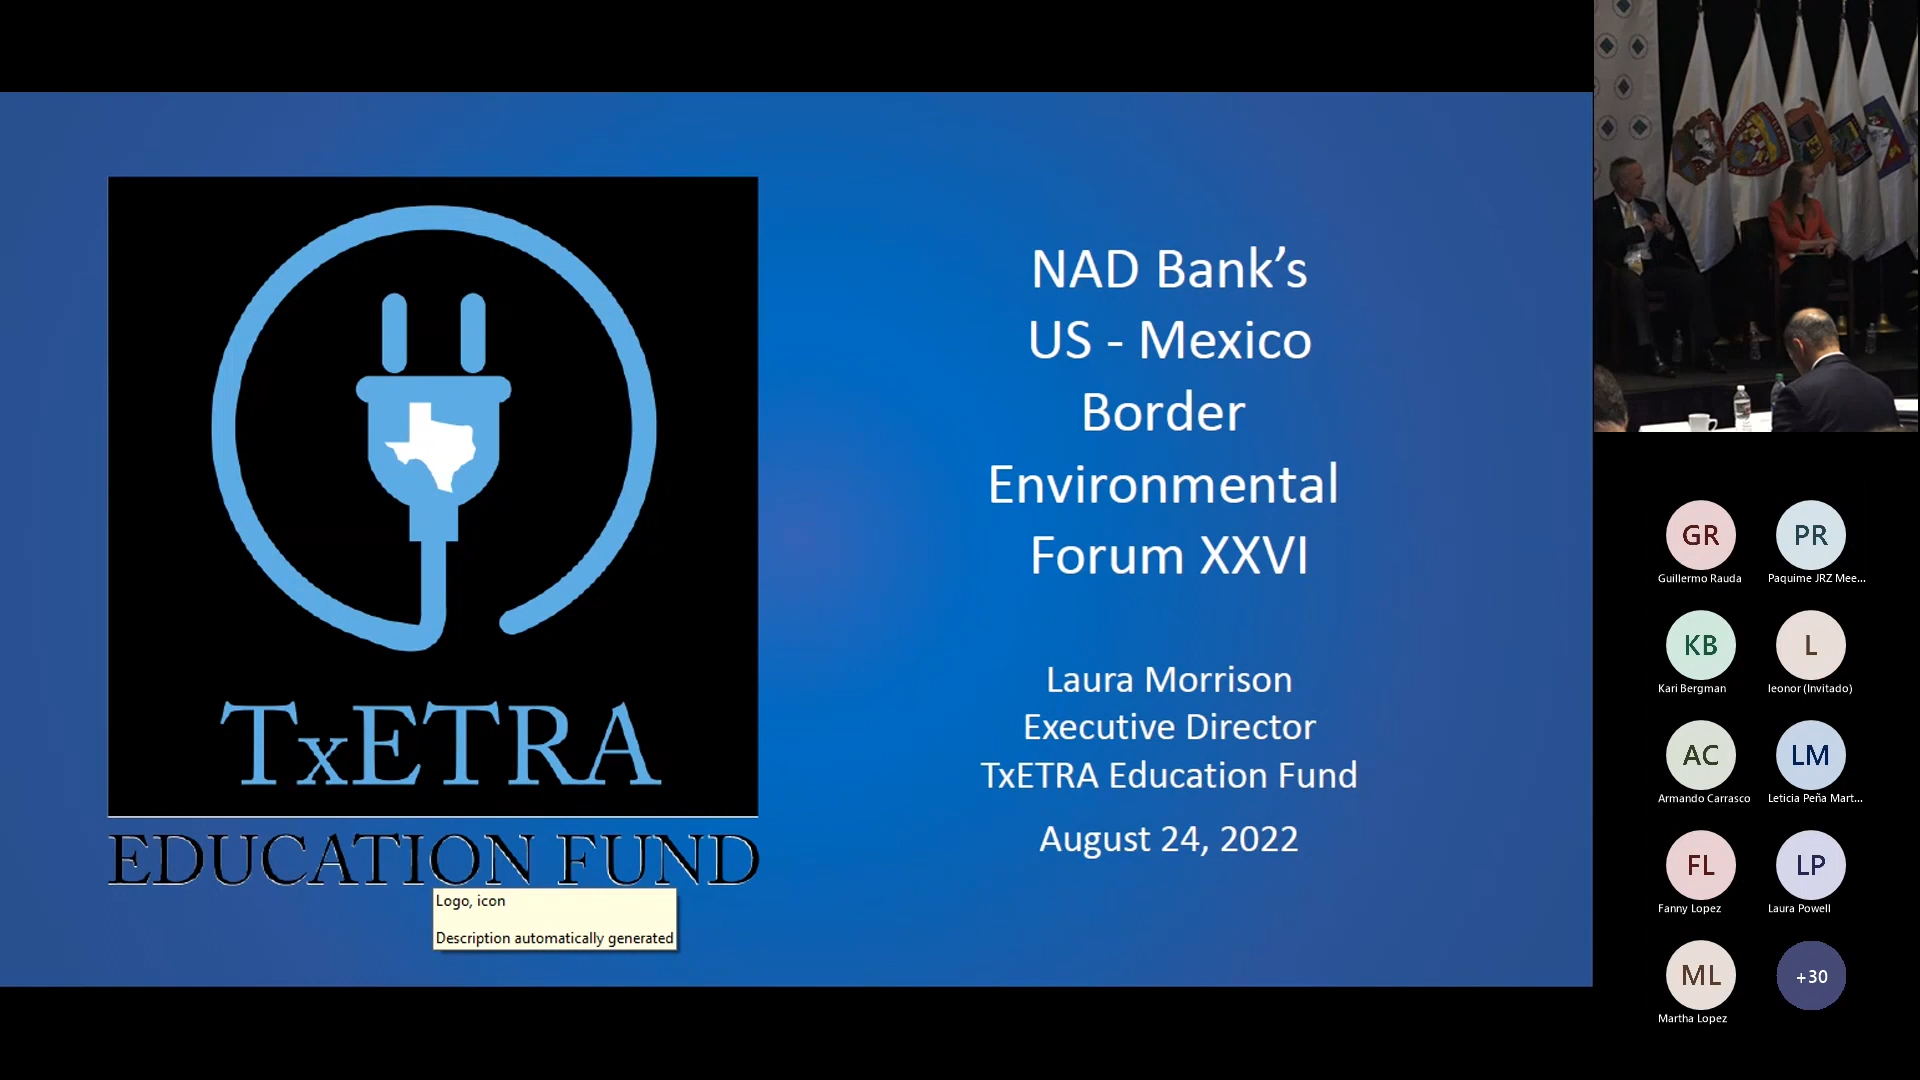 TxETRA
EDUCATION FUND
Logo, icon
Description automatically generated
NAD Bank’s
US - Mexico
Border
Environmental
Forum XXVI
Laura Morrison
Executive Director
TxETRA Education Fund
August 24, 2022
GR
Guillermo Rauda
PR
Paquime JRZ Mee...
KB
Kari Bergman
L
leonor (Invitado)
AC
Armando Carrasco
LM
Leticia Peña Mart...
FL
Fanny Lopez
LP
Laura Powell
ML
Martha Lopez
+30